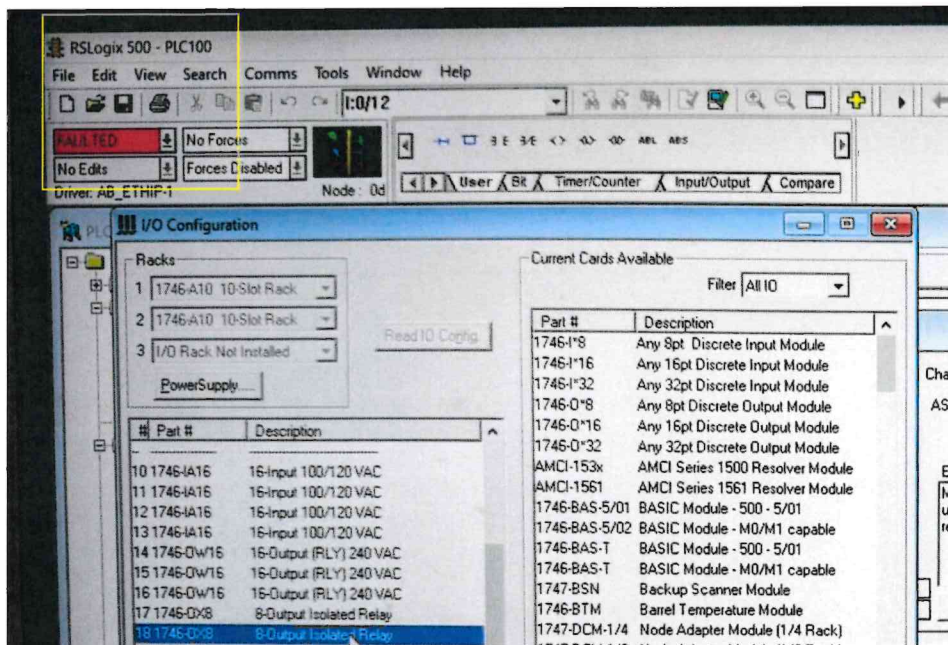 RSLogix 500 - PLC100
File Edit View Search Comms Tools Window Help
I:0/12
FAULTED No Forces
No Edits Forces Disabled
Driver: AB_ETHIP-1 Node: 0d
ABL ABS
User Bit Timer/Counter Input/Output Compare
PLC
I/O Configuration
Racks
1 1746-A10 10-Slot Rack
2 1746-A10 10-Slot Rack
3 I/O Rack Not Installed
Read IO Config.
PowerSupply...
# Part # Description
10 1746-IA16 16-Input 100/120 VAC
11 1746-IA16 16-Input 100/120 VAC
12 1746-IA16 16-Input 100/120 VAC
13 1746-IA16 16-Input 100/120 VAC
14 1746-OW16 16-Output (RLY) 240 VAC
15 1746-OW16 16-Output (RLY) 240 VAC
16 1746-OW16 16-Output (RLY) 240 VAC
17 1746-OX8 8-Output Isolated Relay
18 1746-OX8 8-Output Isolated Relay
Current Cards Available
Filter All IO
Part # Description
1746-I*8 Any 8pt Discrete Input Module
1746-I*16 Any 16pt Discrete Input Module
1746-I*32 Any 32pt Discrete Input Module
1746-O*8 Any 8pt Discrete Output Module
1746-O*16 Any 16pt Discrete Output Module
1746-O*32 Any 32pt Discrete Output Module
AMCI-153x AMCI Series 1500 Resolver Module
AMCI-1561 AMCI Series 1561 Resolver Module
1746-BAS-5/01 BASIC Module - 500 - 5/01
1746-BAS-5/02 BASIC Module - M0/M1 capable
1746-BAS-T BASIC Module - 500 - 5/01
1746-BAS-T BASIC Module - M0/M1 capable
1747-BSN Backup Scanner Module
1746-BTM Barrel Temperature Module
1747-DCM-1/4 Node Adapter Module (1/4 Rack)
Cha
AS